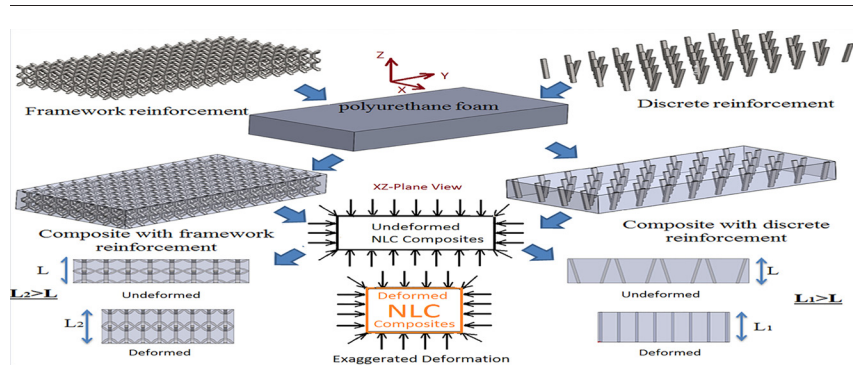 Z
Y
X
Framework reinforcement
polyurethane foam
Discrete reinforcement
XZ-Plane View
Undeformed
NLC Composites
Composite with framework
reinforcement
Composite with discrete
reinforcement
L
Undeformed
L2>L
L2
Deformed
Deformed
NLC
Composites
Exaggerated Deformation
L
Undeformed
L1>L
L1
Deformed